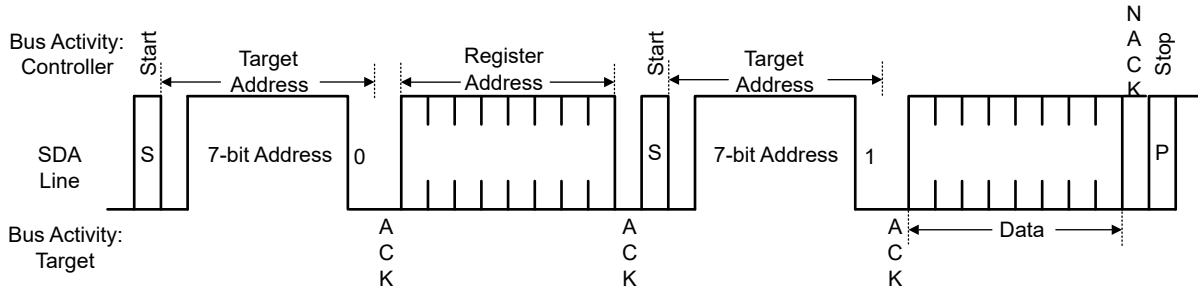 Bus Activity:
Controller
Start
Target
Address
Register
Address
Start
Target
Address
N
A
C
K
Stop
SDA
Line
S
7-bit Address
0
S
7-bit Address
1
P
Bus Activity:
Target
A
C
K
A
C
K
A
C
K
Data